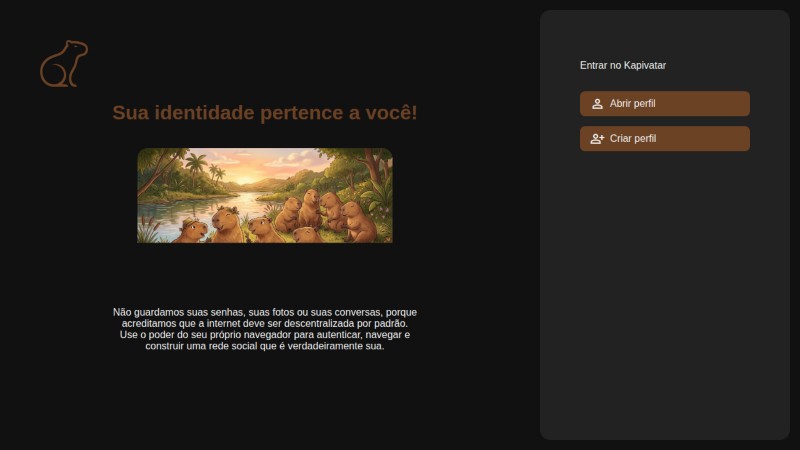 Sua identidade pertence a você!
Não guardamos suas senhas, suas fotos ou suas conversas, porque
acreditamos que a internet deve ser descentralizada por padrão.
Use o poder do seu próprio navegador para autenticar, navegar e
construir uma rede social que é verdadeiramente sua.
Entrar no Kapivatar
Abrir perfil
Criar perfil